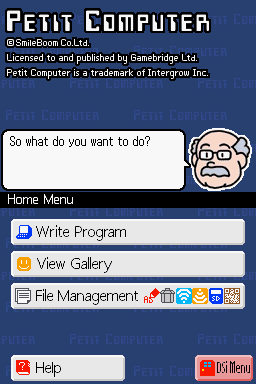 PETIT COMPUTER
©SmileBoom Co.Ltd.
Licensed to and published by Gamebridge Ltd.
Petit Computer is a trademark of Intergrow Inc.
So what do you want to do?
Home Menu
Write Program
View Gallery
File Management
SD
Help
DSi Menu